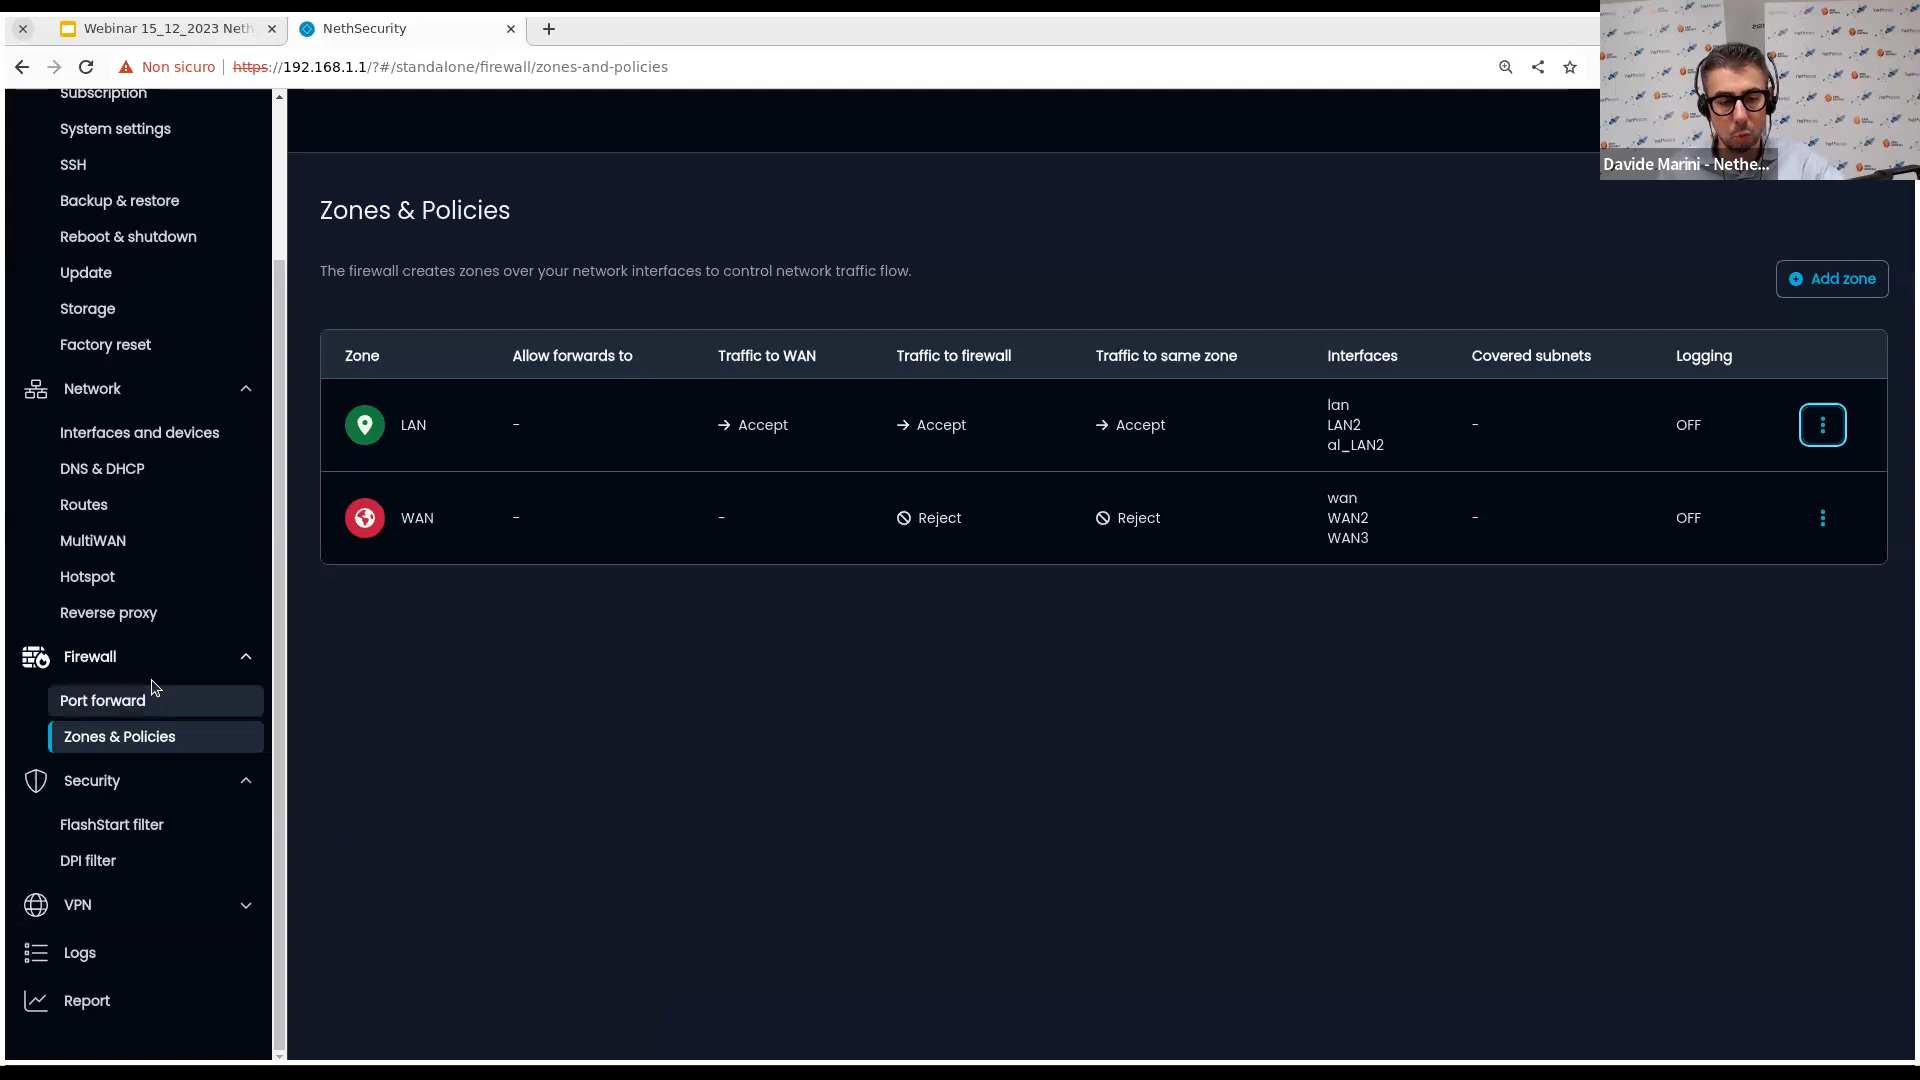 Webinar 15_12_2023 Neth
NethSecurity
Non sicuro
https://192.168.1.1/?#/standalone/firewall/zones-and-policies
Davide Marini - Nethe...
Subscription
System settings
SSH
Backup & restore
Reboot & shutdown
Update
Storage
Factory reset
Network
Interfaces and devices
DNS & DHCP
Routes
MultiWAN
Hotspot
Reverse proxy
Firewall
Port forward
Zones & Policies
Security
FlashStart filter
DPI filter
VPN
Logs
Report
Zones & Policies
The firewall creates zones over your network interfaces to control network traffic flow.
Add zone
Zone Allow forwards to Traffic to WAN Traffic to firewall Traffic to same zone Interfaces Covered subnets Logging
LAN - Accept Accept Accept lan - OFF
LAN2
al_LAN2
WAN - - Reject Reject wan - OFF
WAN2
WAN3